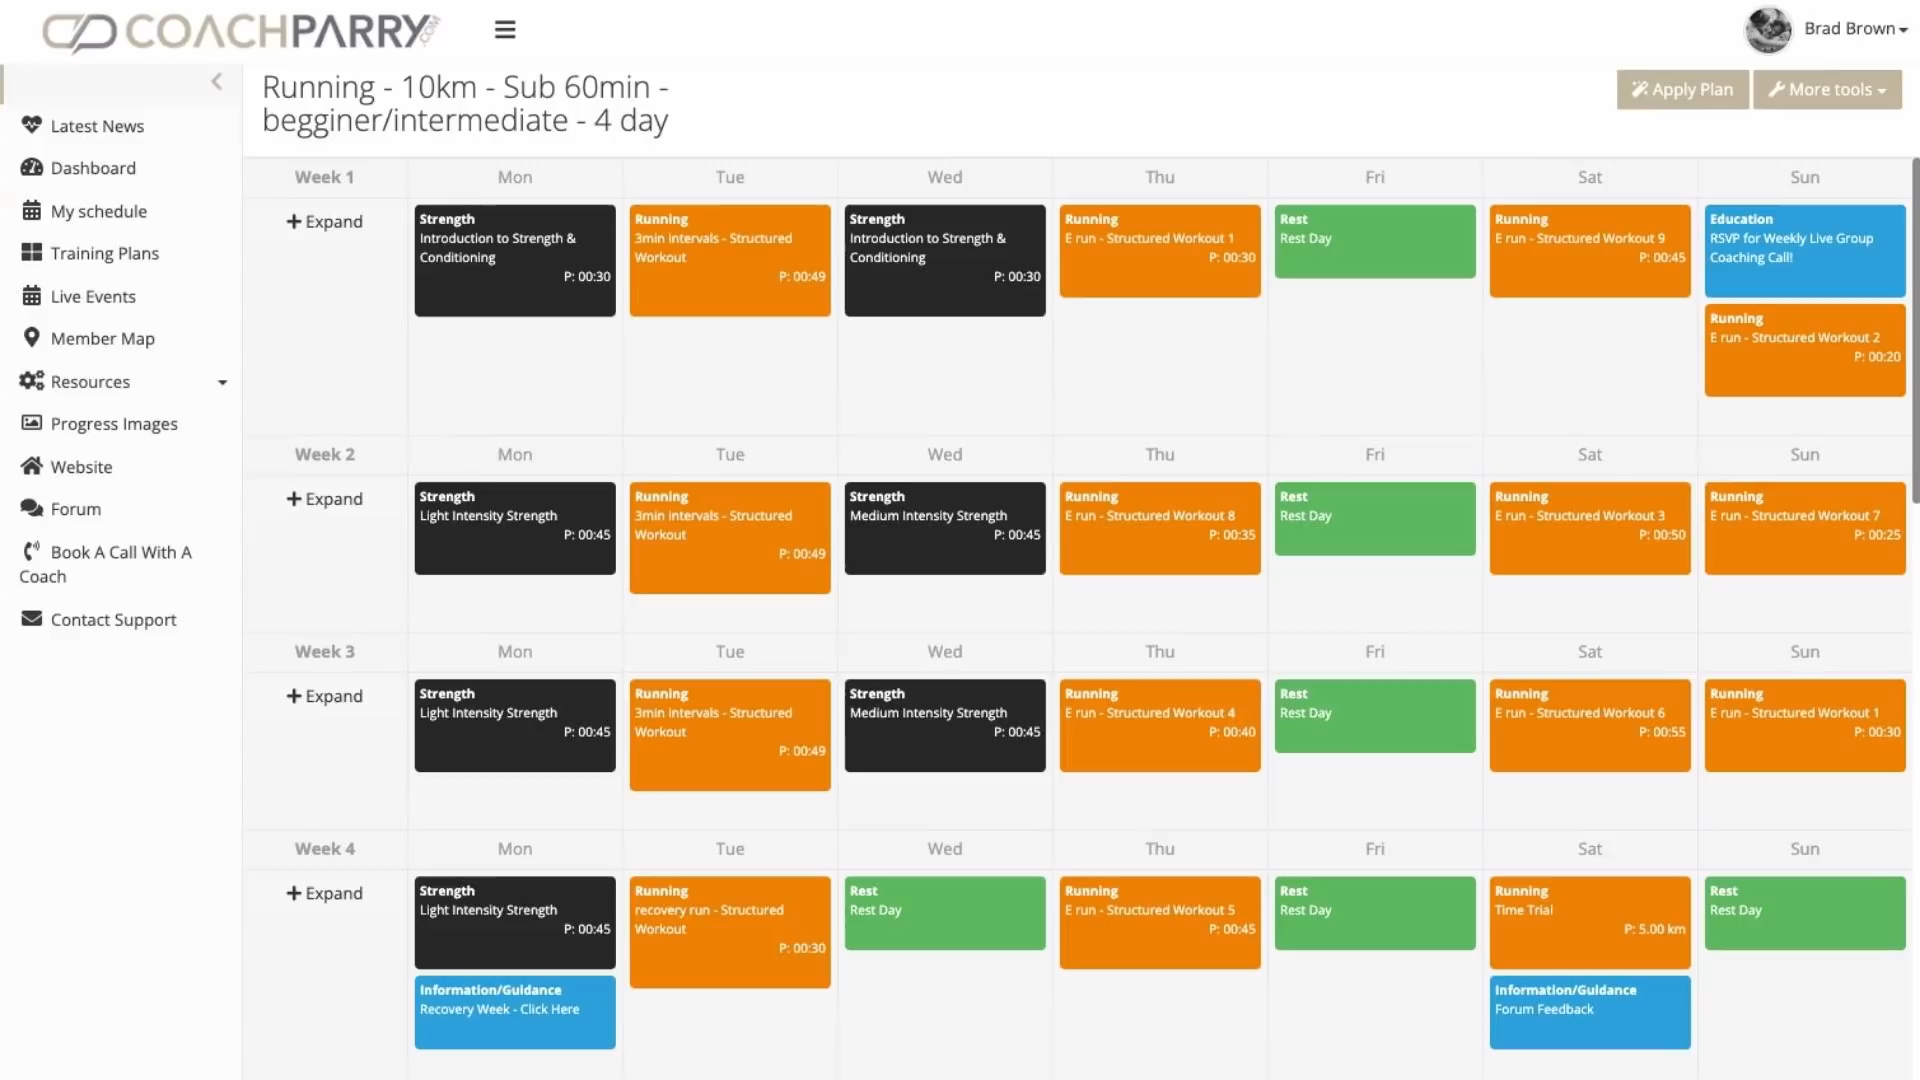 COACHPARRY.COM
Brad Brown
Running - 10km - Sub 60min -
begginer/intermediate - 4 day
Apply Plan
More tools
Latest News
Dashboard
My schedule
Training Plans
Live Events
Member Map
Resources
Progress Images
Website
Forum
Book A Call With A
Coach
Contact Support
Week 1 Mon Tue Wed Thu Fri Sat Sun
Expand
Strength
Introduction to Strength &
Conditioning
P: 00:30
Running
3min intervals - Structured
Workout
P: 00:49
Strength
Introduction to Strength &
Conditioning
P: 00:30
Running
E run - Structured Workout 1
P: 00:30
Rest
Rest Day
Running
E run - Structured Workout 9
P: 00:45
Education
RSVP for Weekly Live Group
Coaching Call!
Running
E run - Structured Workout 2
P: 00:20
Week 2 Mon Tue Wed Thu Fri Sat Sun
Expand
Strength
Light Intensity Strength
P: 00:45
Running
3min intervals - Structured
Workout
P: 00:49
Strength
Medium Intensity Strength
P: 00:45
Running
E run - Structured Workout 8
P: 00:35
Rest
Rest Day
Running
E run - Structured Workout 3
P: 00:50
Running
E run - Structured Workout 7
P: 00:25
Week 3 Mon Tue Wed Thu Fri Sat Sun
Expand
Strength
Light Intensity Strength
P: 00:45
Running
3min intervals - Structured
Workout
P: 00:49
Strength
Medium Intensity Strength
P: 00:45
Running
E run - Structured Workout 4
P: 00:40
Rest
Rest Day
Running
E run - Structured Workout 6
P: 00:55
Running
E run - Structured Workout 1
P: 00:30
Week 4 Mon Tue Wed Thu Fri Sat Sun
Expand
Strength
Light Intensity Strength
P: 00:45
Information/Guidance
Recovery Week - Click Here
Running
recovery run - Structured
Workout
P: 00:30
Rest
Rest Day
Running
E run - Structured Workout 5
P: 00:45
Rest
Rest Day
Running
Time Trial
P: 5.00 km
Information/Guidance
Forum Feedback
Rest
Rest Day